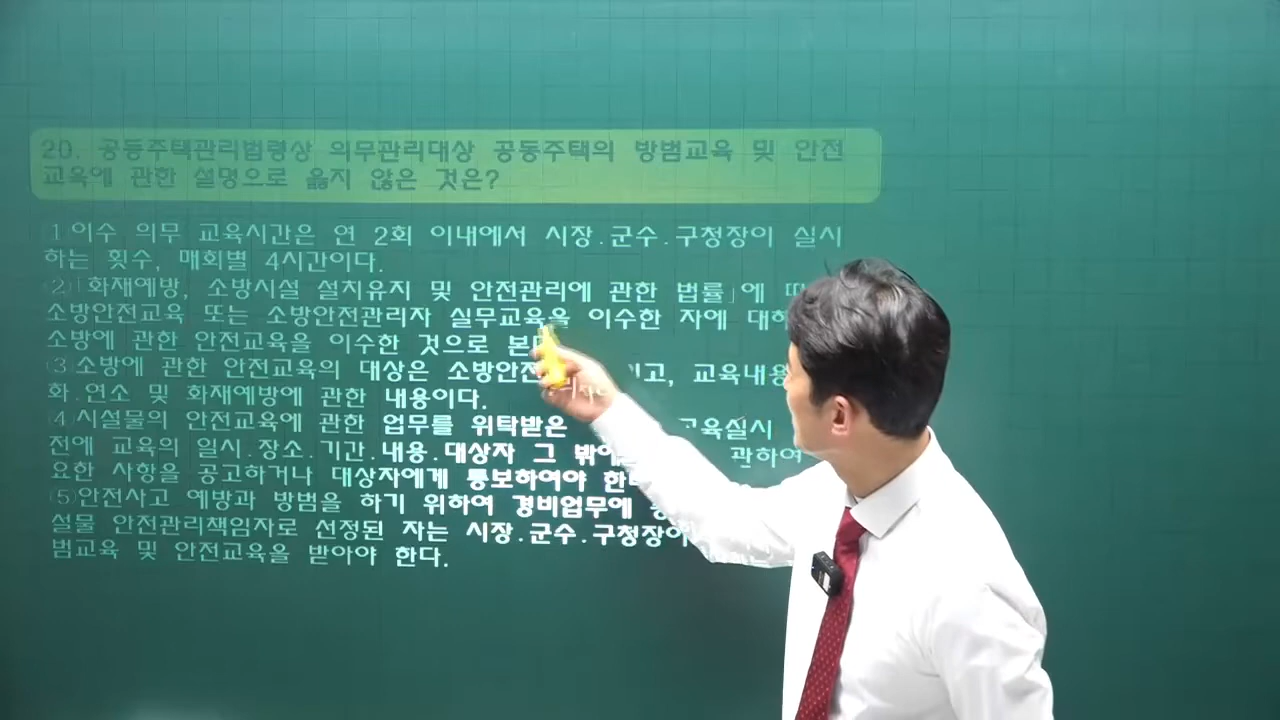 20. 공동주택관리법령상 의무관리대상 공동주택의 방범교육 및 안전
교육에 관한 설명으로 옳지 않은 것은?
⑴이수 의무 교육시간은 연 2회 이내에서 시장.군수.구청장이 실시
하는 횟수, 매회별 4시간이다.
⑵「화재예방, 소방시설 설치유지 및 안전관리에 관한 법률」에
소방안전교육 또는 소방안전관리자 실무교육을 이수한 자에
소방에 관한 안전교육을 이수한 것으로
⑶소방에 관한 안전교육의 대상은 교육내용
화.연소 및 화재예방에 관한 내용이다.
⑷시설물의 안전교육에 관한 업무를 위탁받은 교육실시
전에 교육의 일시.장소.기간.내용.대상자 그 관하여
요한 사항을 공고하거나 대상자에게 통보하여야
⑸안전사고 예방과 방범을 하기 위하여 경비업무에
설물 안전관리책임자로 선정된 자는 시장.군수.구청장이
범교육 및 안전교육을 받아야 한다.